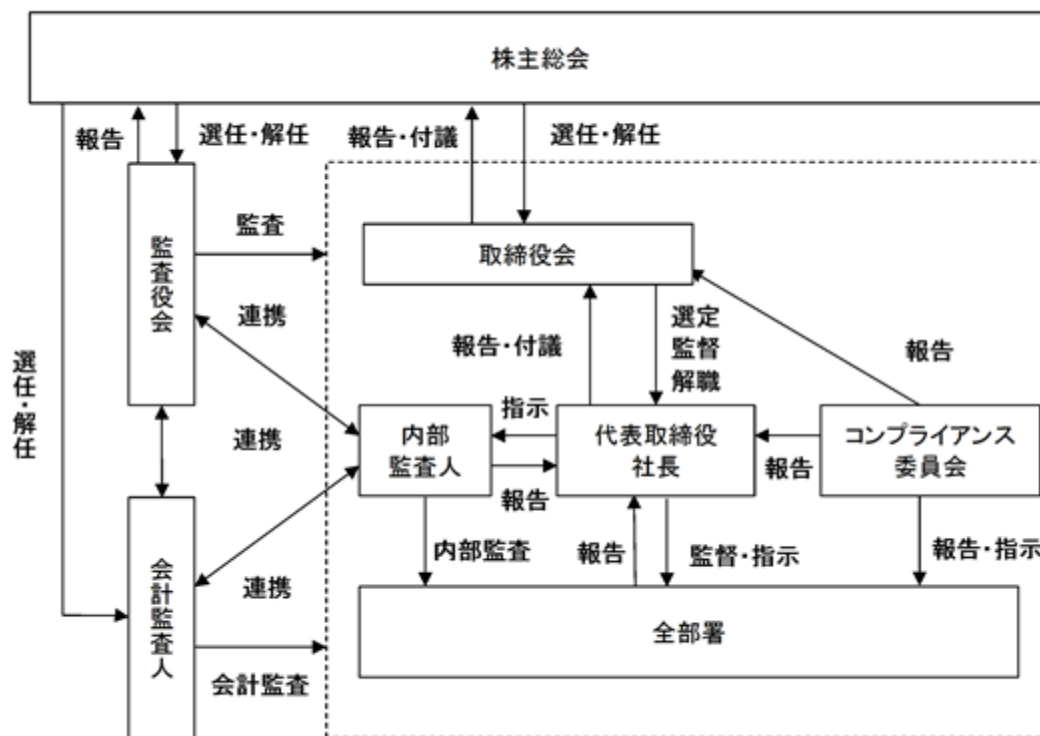 株主総会
報告
選任・解任
報告・付議
選任・解任
監査役会
監査
取締役会
連携
報告・付議
選定
監督
解職
報告
選任・解任
連携
内部
監査人
指示
報告
代表取締役
社長
報告
コンプライアンス
委員会
会計監査人
連携
会計監査
内部監査
報告
監督・指示
報告・指示
全部署